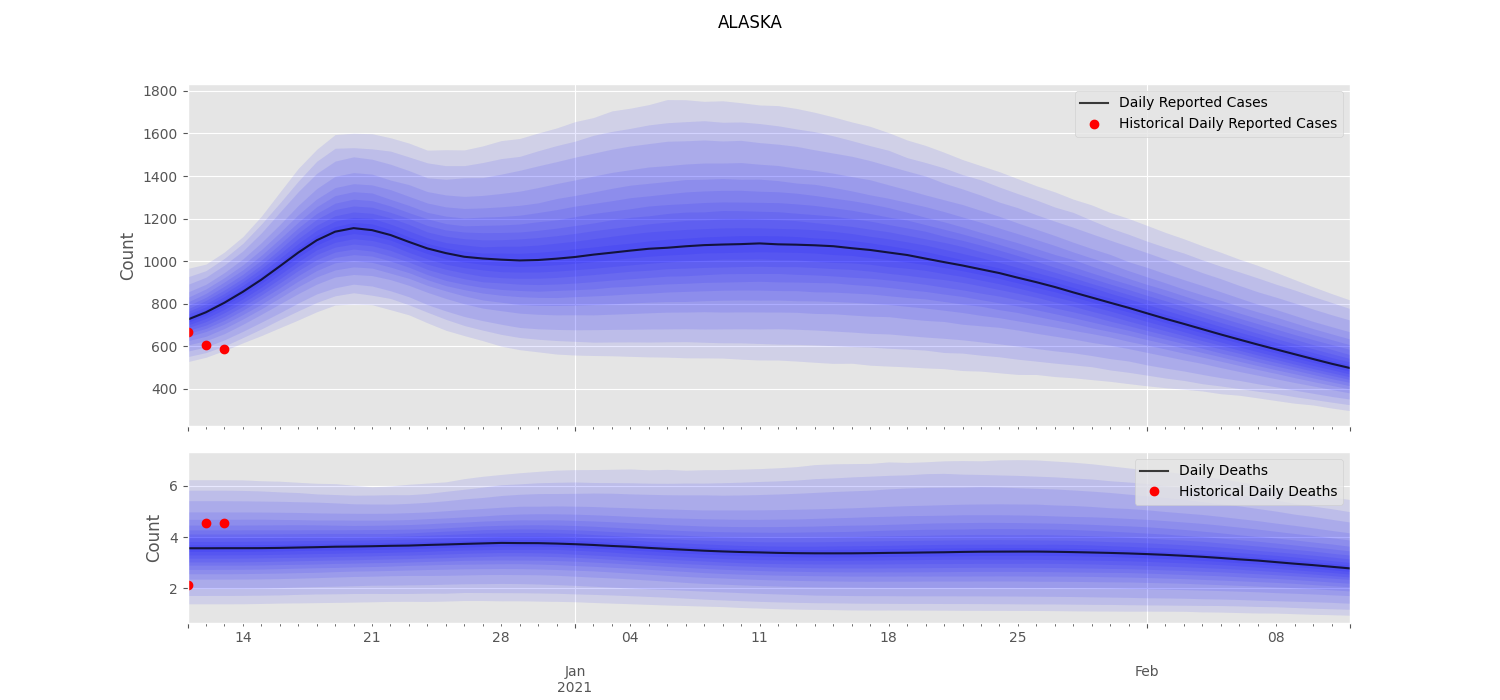 ALASKA
1800
1600
1400
1200
1000
800
600
400
Count
Daily Reported Cases
Historical Daily Reported Cases
6
4
2
Count
Daily Deaths
Historical Daily Deaths
14 21 28 04 11 18 25 08
Jan Feb
2021